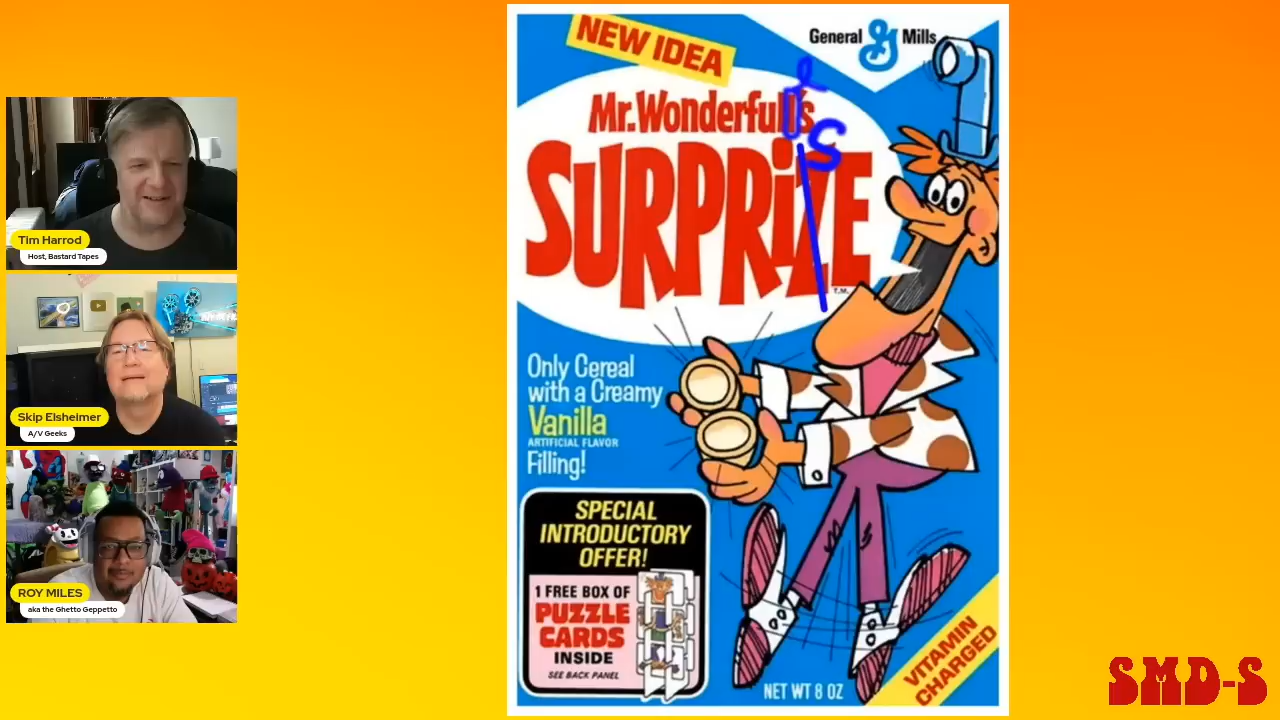 Tim Harrod
Host, Bastard Tapes
Skip Elsheimer
A/V Geeks
ROY MILES
aka the Ghetto Geppetto
NEW IDEA
General G Mills
Mr. Wonderfull's
S
SURPRIZE
T.M.
Only Cereal
with a Creamy
Vanilla
ARTIFICIAL FLAVOR
Filling!
SPECIAL
INTRODUCTORY
OFFER!
1 FREE BOX OF
PUZZLE
CARDS
INSIDE
SEE BACK PANEL
NET WT 8 OZ
VITAMIN
CHARGED
SMD-S